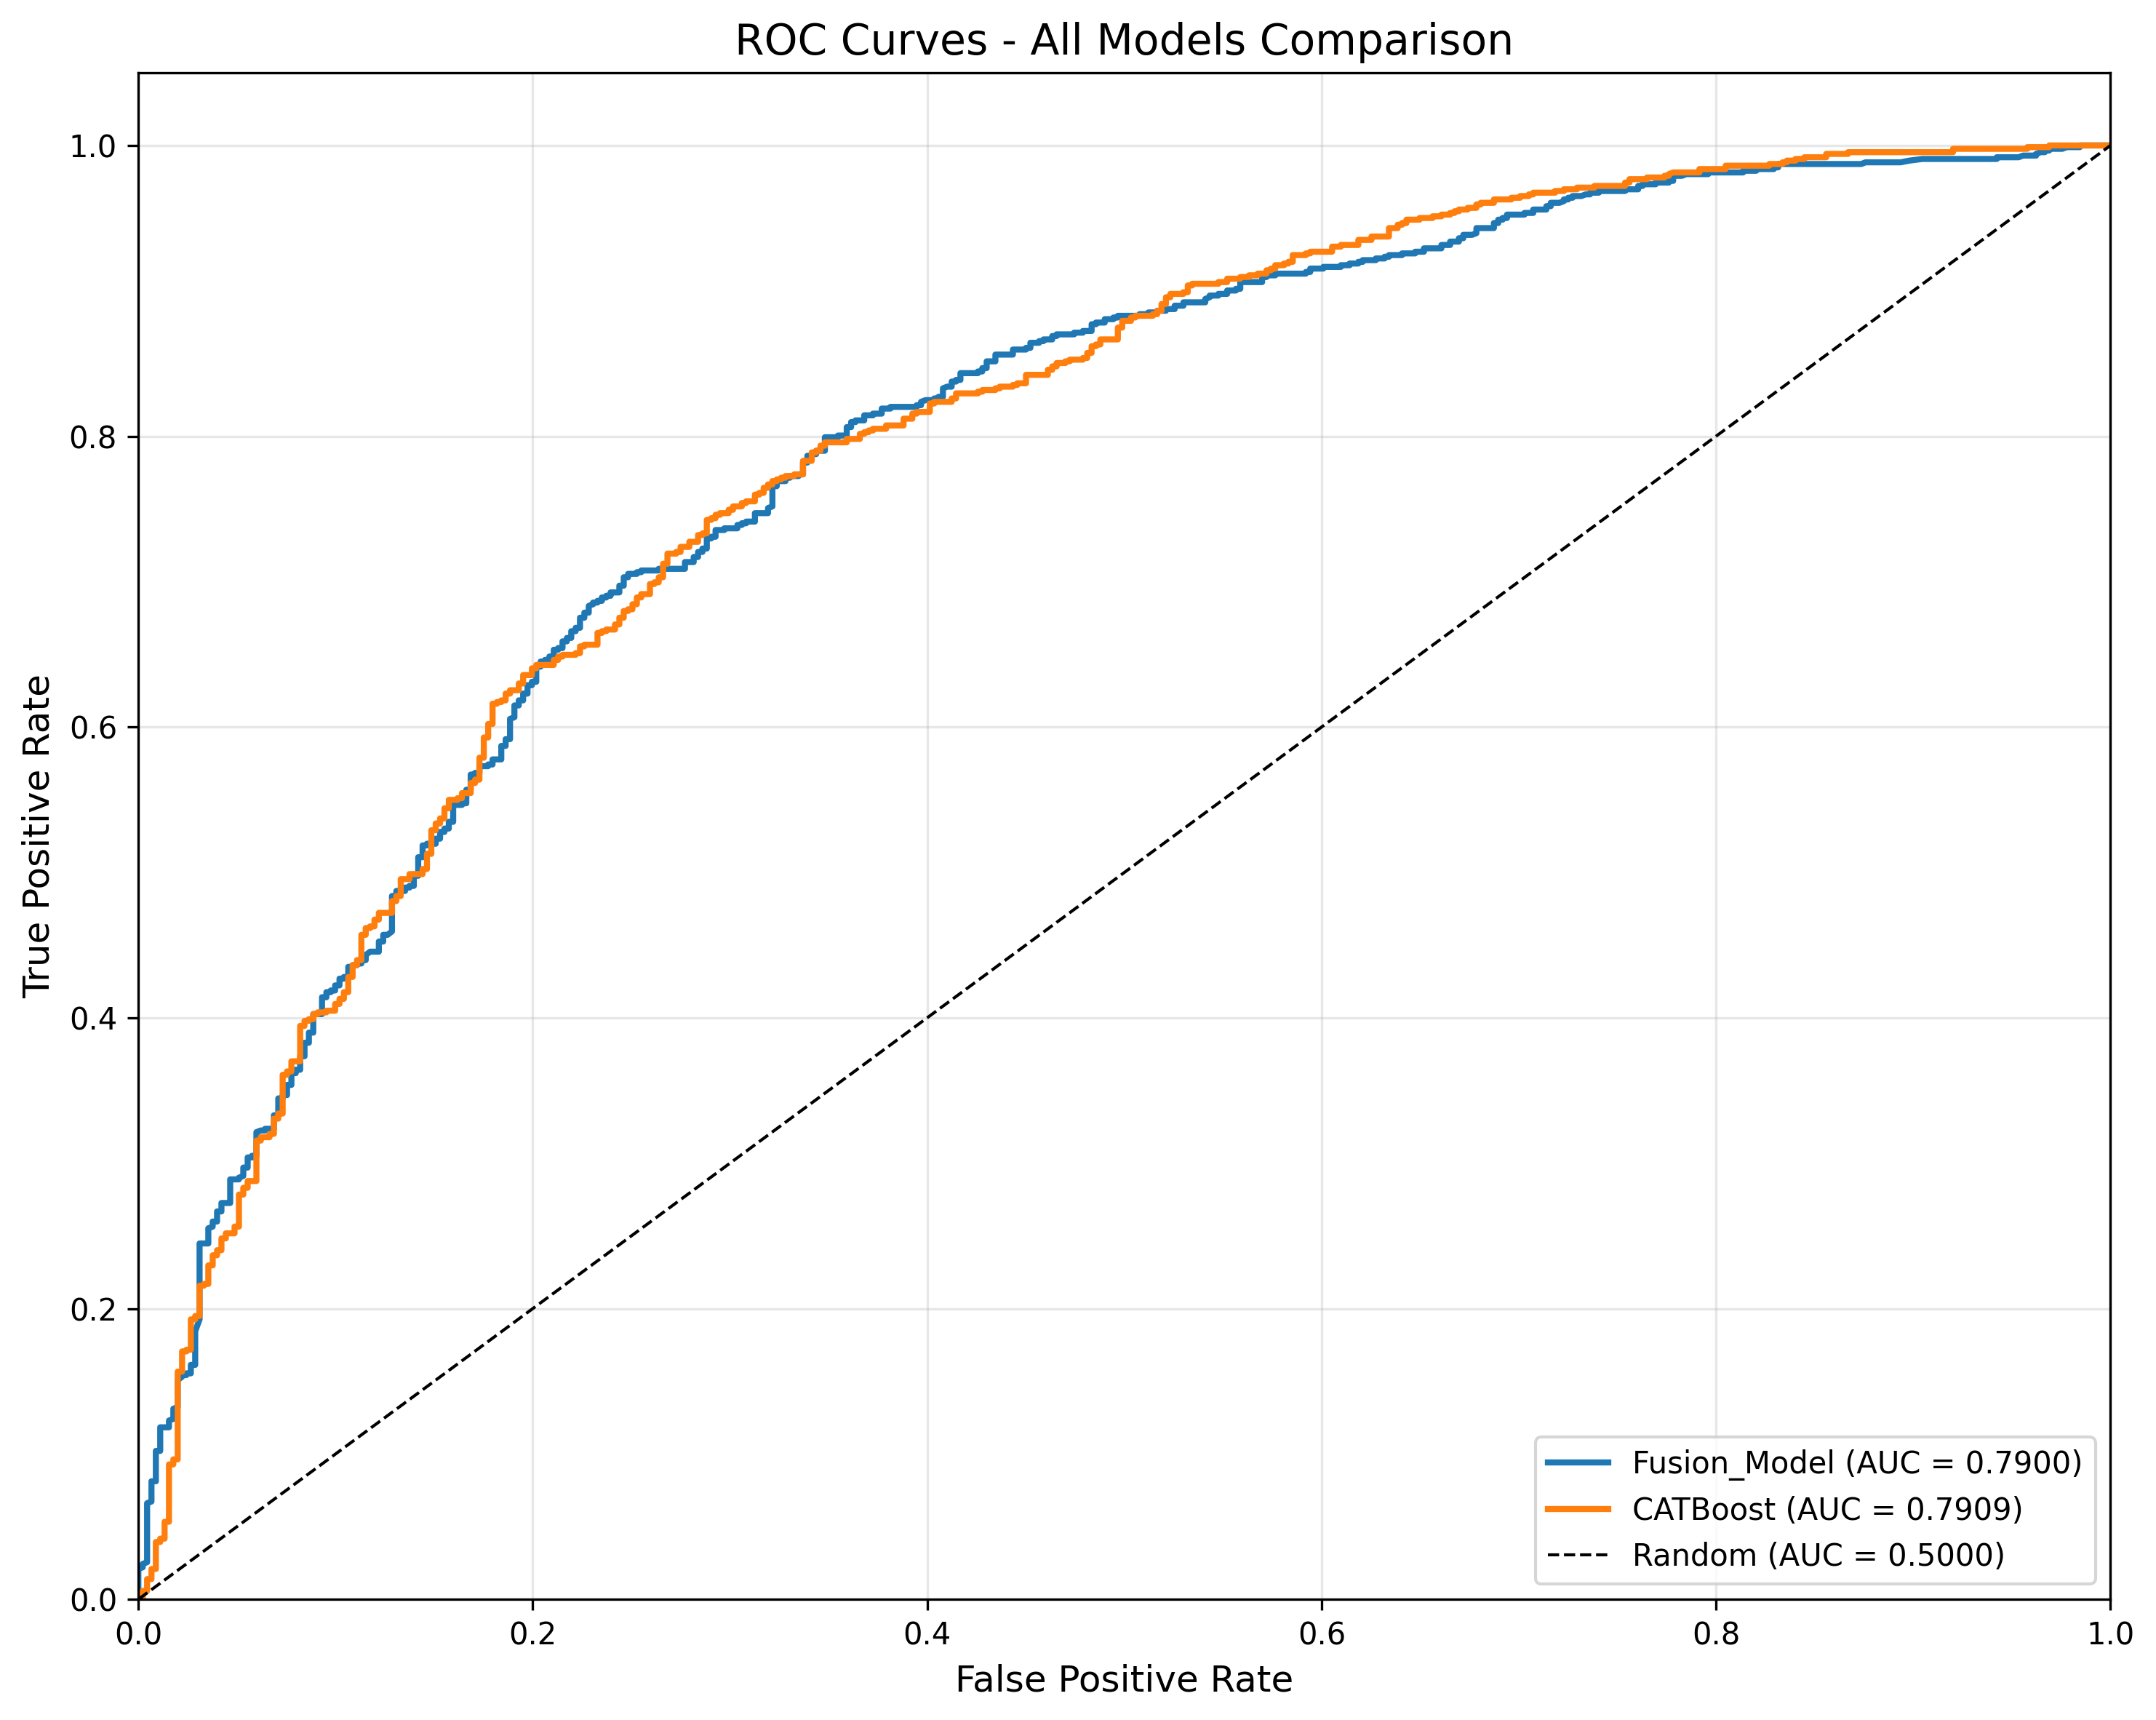 ROC Curves - All Models Comparison
True Positive Rate
1.0
0.8
0.6
0.4
0.2
0.0
0.0 0.2 0.4 0.6 0.8 1.0
False Positive Rate
Fusion_Model (AUC = 0.7900)
CATBoost (AUC = 0.7909)
Random (AUC = 0.5000)